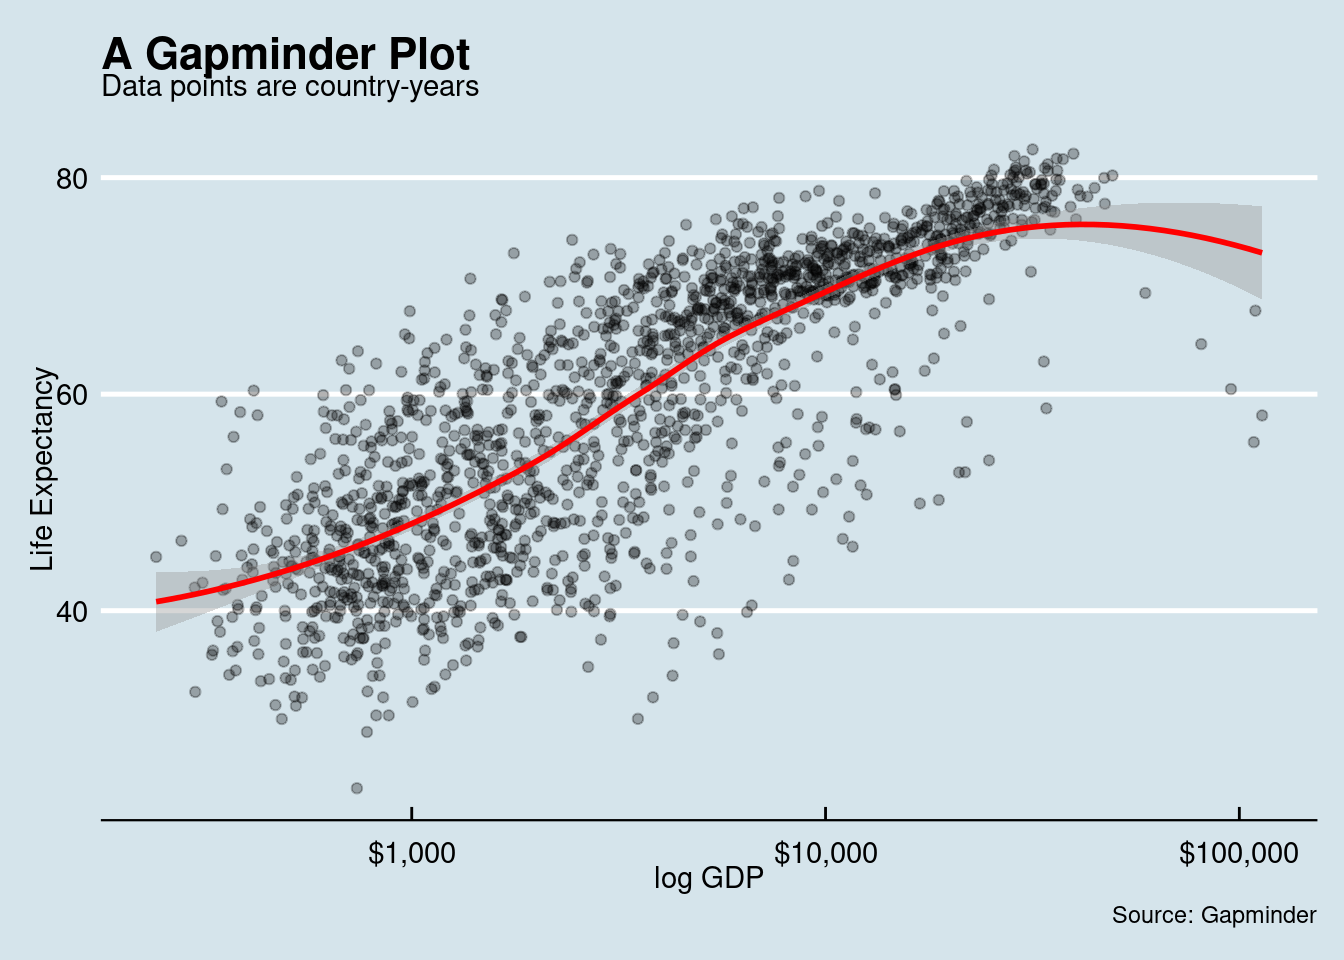 A Gapminder Plot
Data points are country-years
80
60
40
Life Expectancy
$1,000
$10,000
$100,000
log GDP
Source: Gapminder